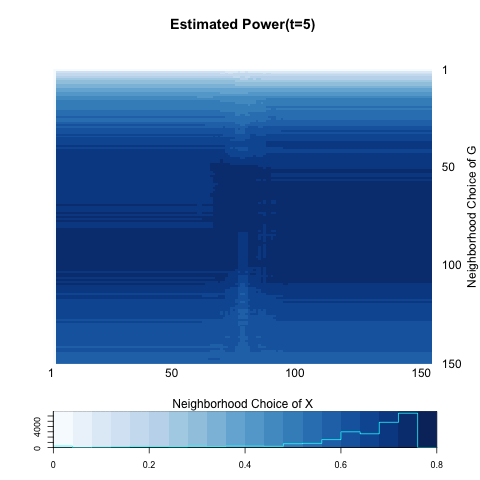 Estimated Power(t=5)
1
50
100
150
Neighborhood Choice of G
1 50 100 150
Neighborhood Choice of X
0 4000
0 0.2 0.4 0.6 0.8